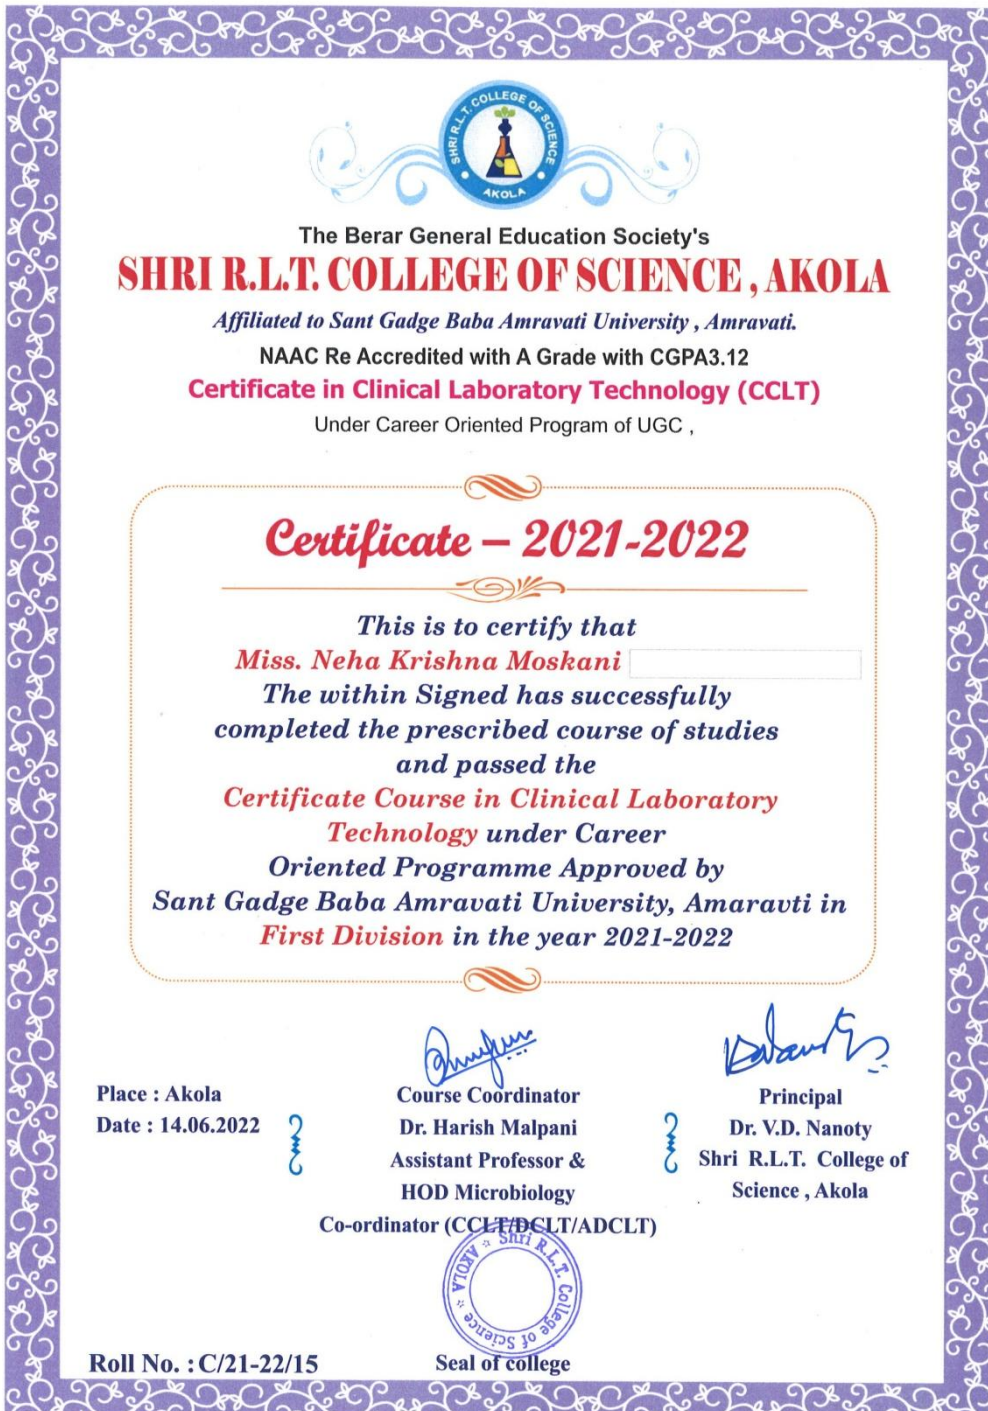 SHRI R.L.T. COLLEGE OF SCIENCE
AKOLA
The Berar General Education Society's
SHRI R.L.T. COLLEGE OF SCIENCE , AKOLA
Affiliated to Sant Gadge Baba Amravati University , Amravati.
NAAC Re Accredited with A Grade with CGPA3.12
Certificate in Clinical Laboratory Technology (CCLT)
Under Career Oriented Program of UGC ,
Certificate – 2021-2022
This is to certify that
Miss. Neha Krishna Moskani
The within Signed has successfully
completed the prescribed course of studies
and passed the
Certificate Course in Clinical Laboratory
Technology under Career
Oriented Programme Approved by
Sant Gadge Baba Amravati University, Amaravti in
First Division in the year 2021-2022
Place : Akola
Date : 14.06.2022
Course Coordinator
Dr. Harish Malpani
Assistant Professor &
HOD Microbiology
Co-ordinator (CCLT/DCLT/ADCLT)
Principal
Dr. V.D. Nanoty
Shri R.L.T. College of
Science , Akola
Shri R.L.T. College of Science
AKOLA
Roll No. : C/21-22/15
Seal of college